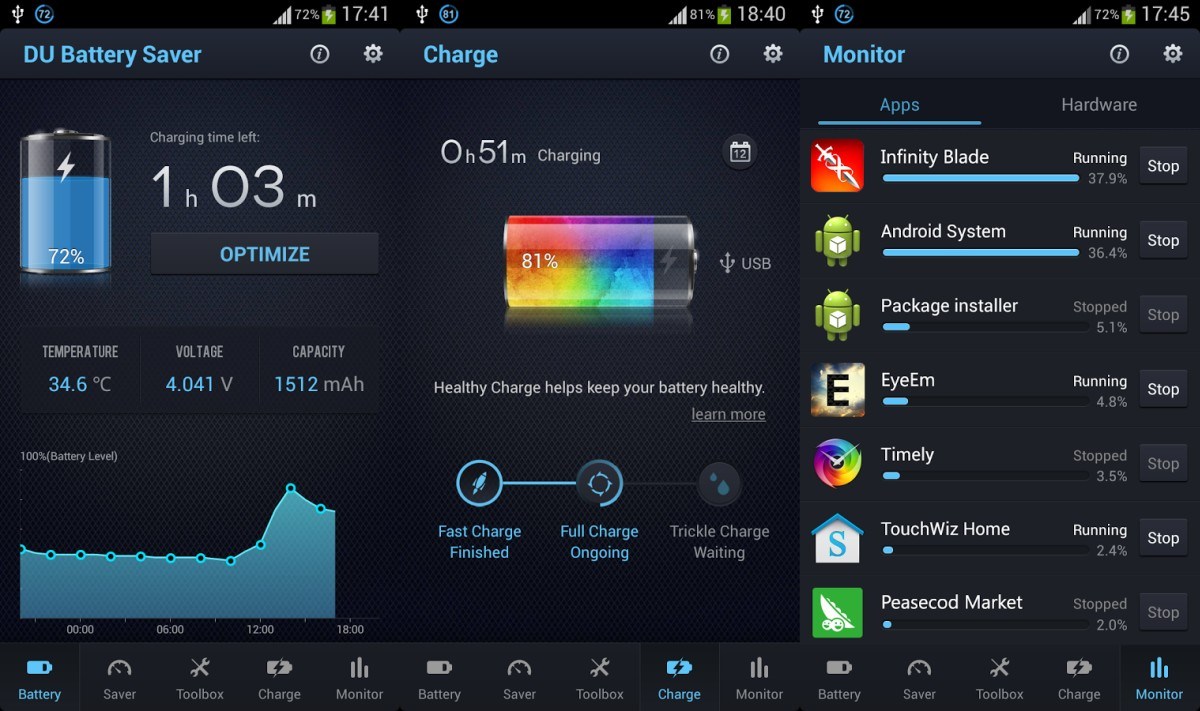 72
72%
17:41
DU Battery Saver
Charging time left:
1 h 03 m
72%
OPTIMIZE
TEMPERATURE
VOLTAGE
CAPACITY
34.6 °C
4.041 V
1512 mAh
100%(Battery Level)
00:00
06:00
12:00
18:00
Battery
Saver
Toolbox
Charge
Monitor
81
81%
18:40
Charge
0h51m Charging
12
81%
USB
Healthy Charge helps keep your battery healthy.
learn more
Fast Charge
Finished
Full Charge
Ongoing
Trickle Charge
Waiting
Battery
Saver
Toolbox
Charge
Monitor
72
72%
17:45
Monitor
Apps
Hardware
Infinity Blade
Running
37.9%
Stop
Android System
Running
36.4%
Stop
Package installer
Stopped
5.1%
Stop
E
EyeEm
Running
4.8%
Stop
Timely
Stopped
3.5%
Stop
S
TouchWiz Home
Running
2.4%
Stop
Peasecod Market
Stopped
2.0%
Stop
Battery
Saver
Toolbox
Charge
Monitor